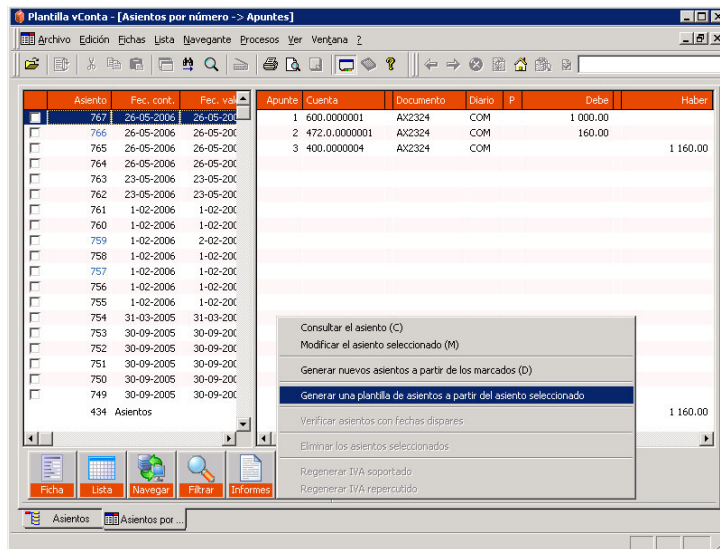 Plantilla vConta - [Asientos por número -> Apuntes]
Archivo Edición Fichas Lista Navegante Procesos Ver Ventana ?
Asiento Fec. cont. Fec. val Apunte Cuenta Documento Diario P Debe Haber
767 26-05-2006 26-05-200 1 600.0000001 AX2324 COM 1 000.00
766 26-05-2006 26-05-200 2 472.0.0000001 AX2324 COM 160.00
765 26-05-2006 26-05-200 3 400.0000004 AX2324 COM 1 160.00
764 26-05-2006 26-05-200
763 23-05-2006 23-05-200
762 23-05-2006 23-05-200
761 1-02-2006 1-02-200
760 1-02-2006 1-02-200
759 1-02-2006 2-02-200
758 1-02-2006 1-02-200
757 1-02-2006 1-02-200
756 1-02-2006 1-02-200
755 1-02-2006 1-02-200
754 31-03-2005 31-03-200
753 30-09-2005 30-09-200
752 30-09-2005 30-09-200
751 30-09-2005 30-09-200
750 30-09-2005 30-09-200
749 30-09-2005 30-09-200
434 Asientos 1 160.00
Consultar el asiento (C)
Modificar el asiento seleccionado (M)
Generar nuevos asientos a partir de los marcados (D)
Generar una plantilla de asientos a partir del asiento seleccionado
Verificar asientos con fechas dispares
Eliminar los asientos seleccionados
Regenerar IVA soportado
Regenerar IVA repercutido
Ficha Lista Navegar Filtrar Informes
Asientos Asientos por ...